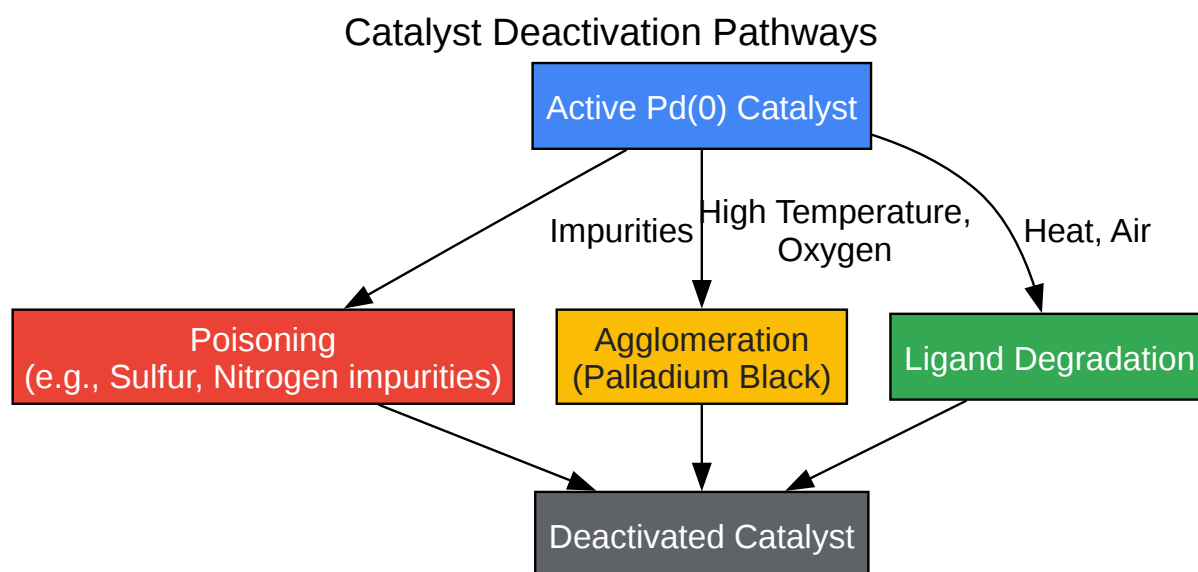 Catalyst Deactivation Pathways
Active Pd(0) Catalyst
Impurities
High Temperature,
Oxygen
Heat, Air
Poisoning
(e.g., Sulfur, Nitrogen impurities)
Agglomeration
(Palladium Black)
Ligand Degradation
Deactivated Catalyst